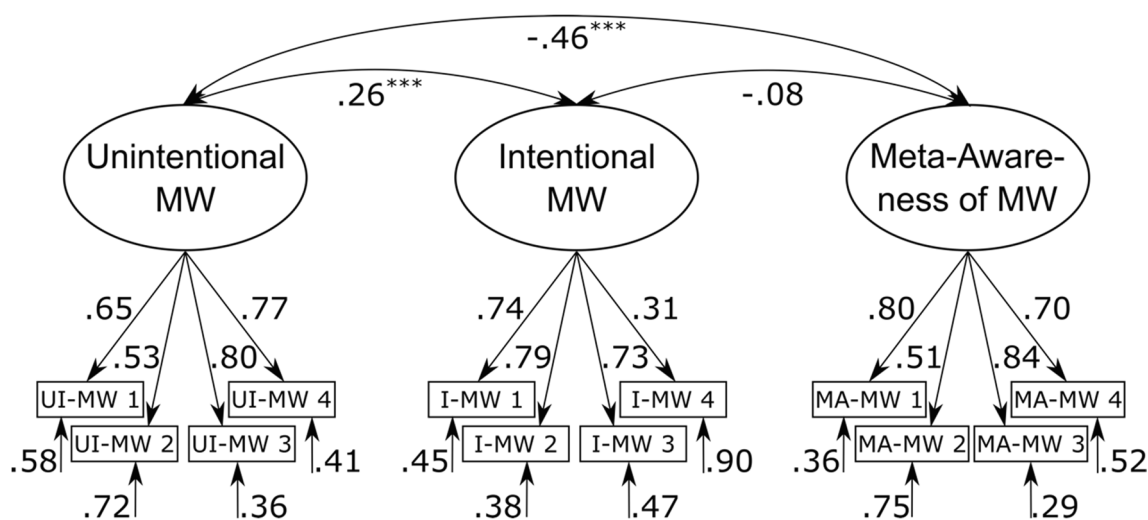 -.46***
.26***
-.08
Unintentional
MW
Intentional
MW
Meta-Aware-
ness of MW
.65
.77
.53
.80
.74
.31
.79
.73
.80
.70
.51
.84
UI-MW 1
UI-MW 4
UI-MW 2
UI-MW 3
I-MW 1
I-MW 4
I-MW 2
I-MW 3
MA-MW 1
MA-MW 4
MA-MW 2
MA-MW 3
.58
.41
.72
.36
.45
.90
.38
.47
.36
.52
.75
.29